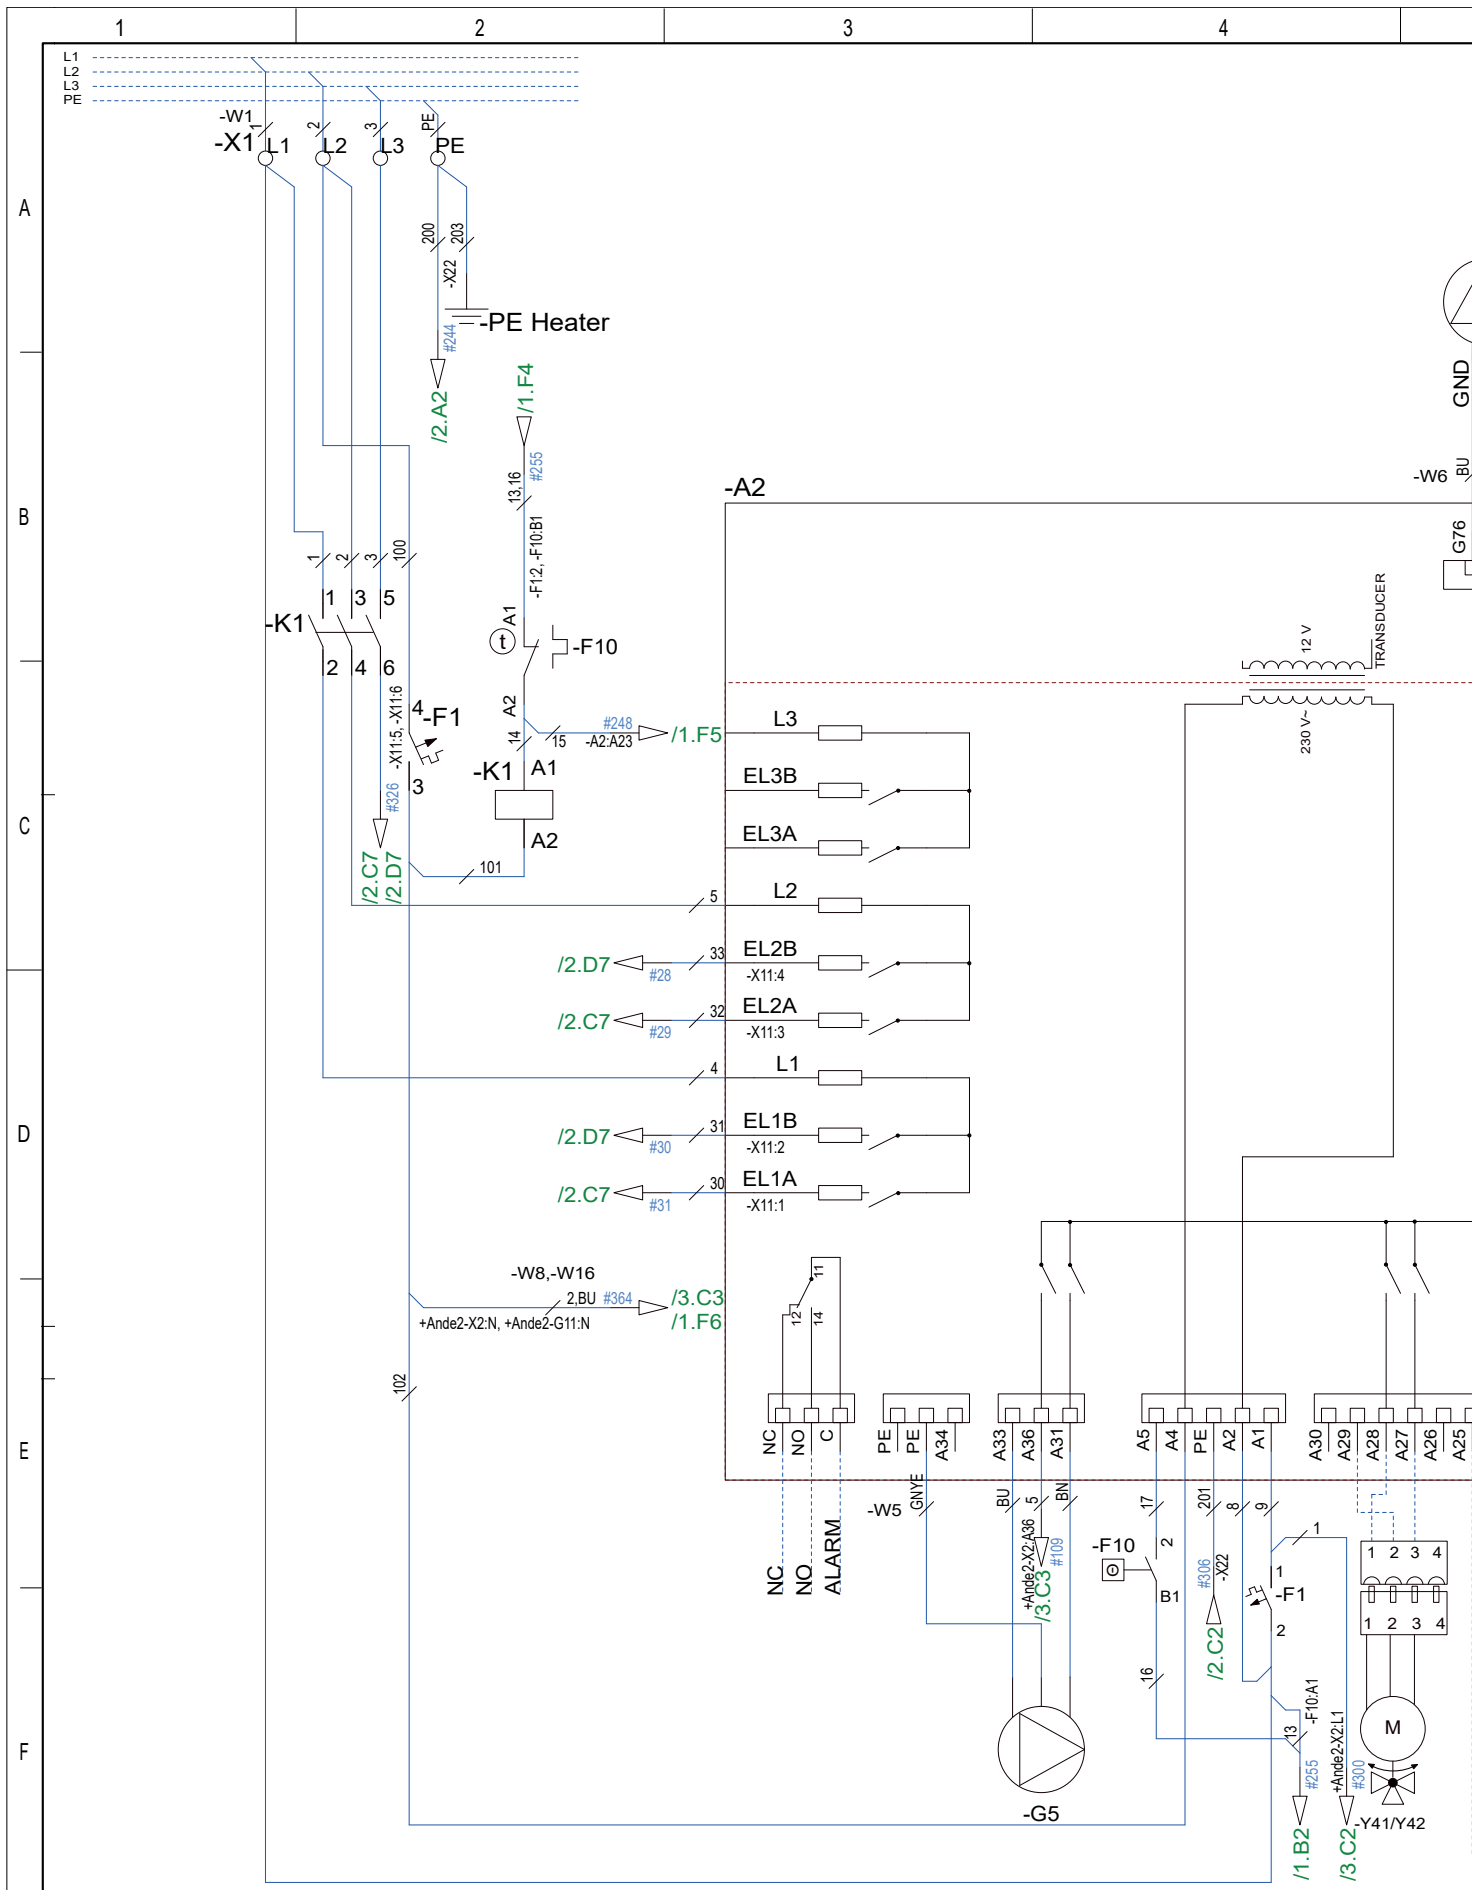 1 2 3 4
L1
L2
L3
PE
-W1 1 2 3 PE
-X1 L1 L2 L3 PE
A
200 203
-X22
-PE Heater
#244
/2.A2
/1.F4
GND
#255
13,16
-F1:2, -F10:B1
-W6 BU
-A2
B
G76
1 2 3 100
1 3 5
-K1
2 4 6
A1
t
-F10
A2
12 V
TRANSDUCER
230 V~
-X11:5, -X11:6
4
-F1
3
#326
/2.C7
/2.D7
14 15
#248
-A2:A23
/1.F5
L3
-K1 A1
A2
EL3B
C
EL3A
101
5 L2
/2.D7 #28 33 EL2B
-X11:4
/2.C7 #29 32 EL2A
-X11:3
4 L1
D
/2.D7 #30 31 EL1B
-X11:2
/2.C7 #31 30 EL1A
-X11:1
-W8,-W16
2,BU #364
/3.C3
/1.F6
+Ande2-X2:N, +Ande2-G11:N
11
12 14
102
E
NC NO C PE PE A34 A33 A36 A31 A5 A4 PE A2 A1 A30 A29 A28 A27 A26 A25
-W5 GNYE BU 5 BN 17 201 8 9 1
NC NO ALARM
+Ande2-X2:A36
#109
/3.C3
-F10
2
B1
#306
-X22
/2.C2
1
-F1
2
1 2 3 4
1 2 3 4
16
13
-F10:A1
#255
/1.B2
+Ande2-X2:L1
#300
/3.C2
M
F
-G5
-Y41/Y42